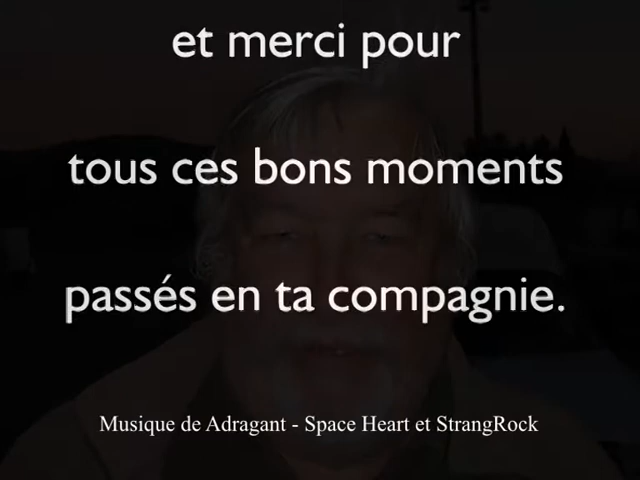 et merci pour
tous ces bons moments
passés en ta compagnie.
Musique de Adragant - Space Heart et StrangRock